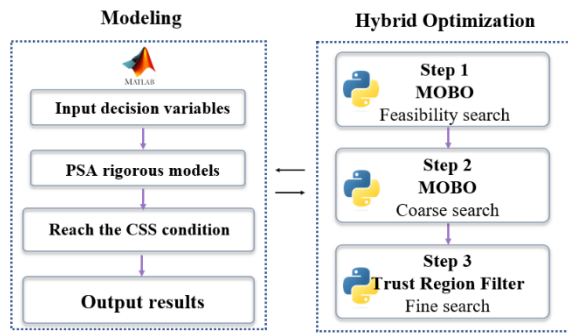 Modeling
MATLAB
Input decision variables
PSA rigorous models
Reach the CSS condition
Output results
Hybrid Optimization
Step 1
MOBO
Feasibility search
Step 2
MOBO
Coarse search
Step 3
Trust Region Filter
Fine search